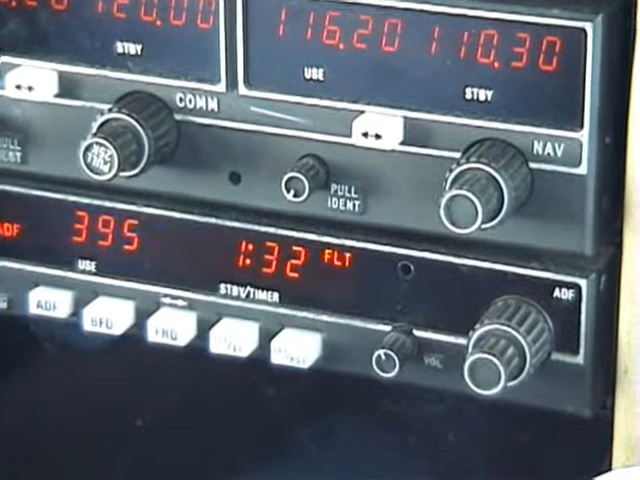 120.00
116.20 110.30
STBY
USE
STBY
COMM
NAV
PULL
25K
PULL
IDENT
ADF
395
1:32 FLT
USE
STBY/TIMER
ADF
ADF
BFO
FRQ
VOL